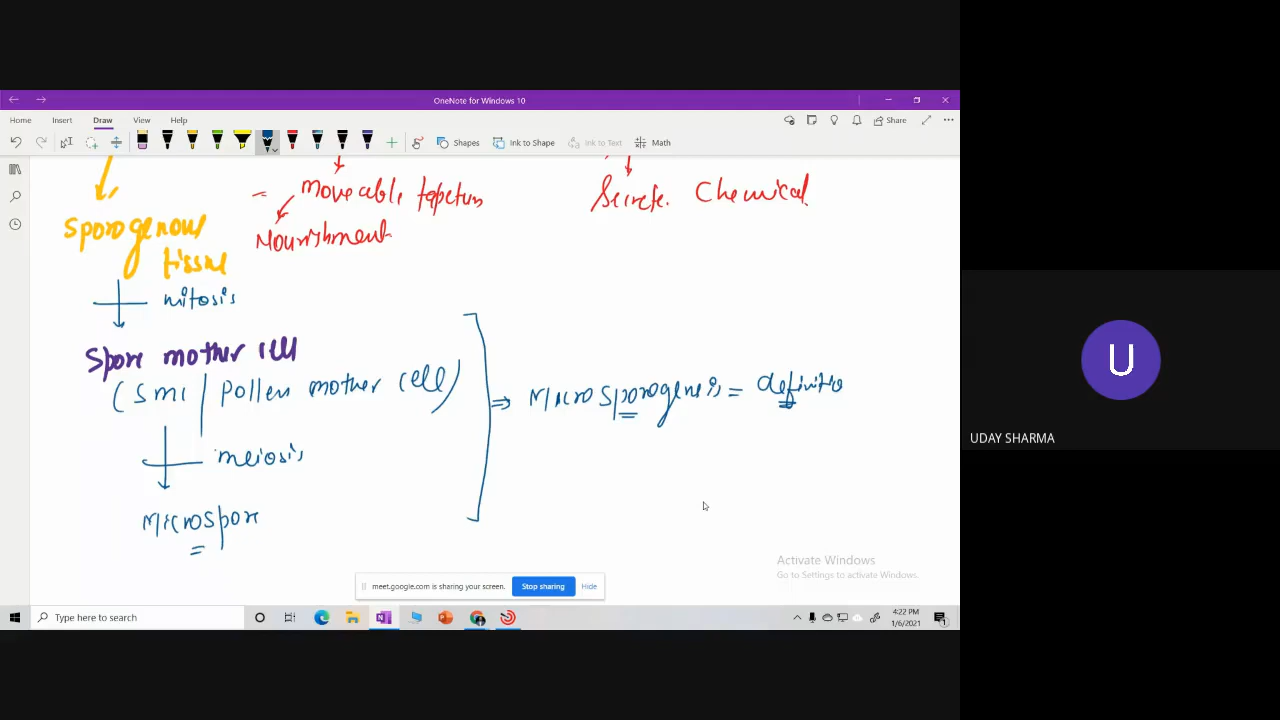 OneNote for Windows 10
Home Insert Draw View Help
Share
Shapes Ink to Shape Ink to Text Math
moveable tapetum
Secrete. Chemical
Sporogenous
tissue
Nourishment
mitosis
Spore mother cell
(SMC / pollen mother cell)
⇒ Microsporogenesis = definitio
meiosis
Microspore
UDAY SHARMA
U
Activate Windows
Go to Settings to activate Windows.
meet.google.com is sharing your screen. Stop sharing Hide
Type here to search
4:22 PM
1/6/2021